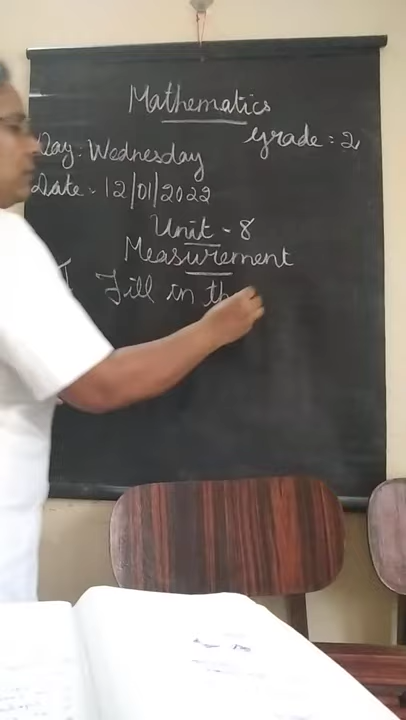 Mathematics
grade = 2
Day: Wednesday
Date - 12/01/2022
Unit - 8
Measurement
I Fill in th